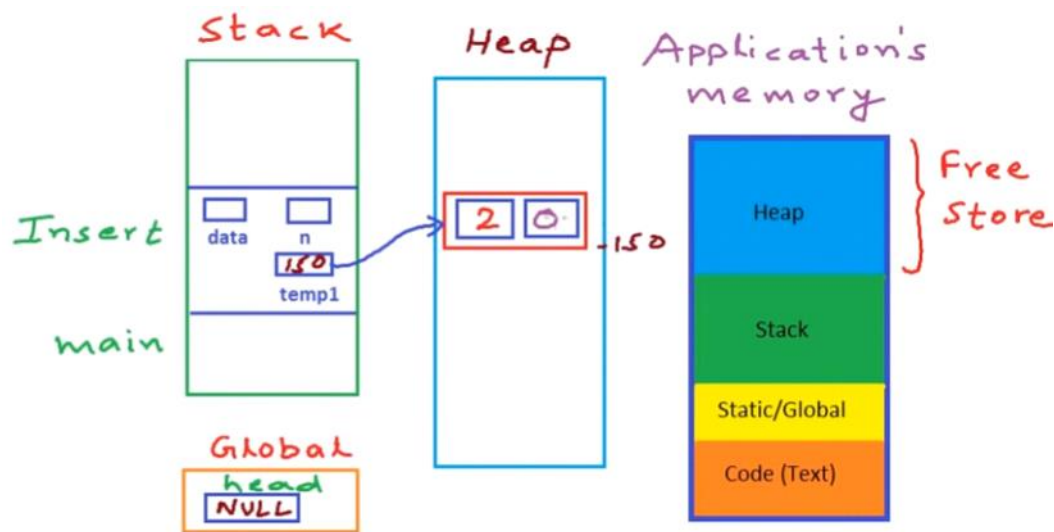 Stack
Insert
data
n
150
temp1
main
Global
head
NULL
Heap
2
0
-150
Application's
memory
Heap
Stack
Static/Global
Code (Text)
Free
Store